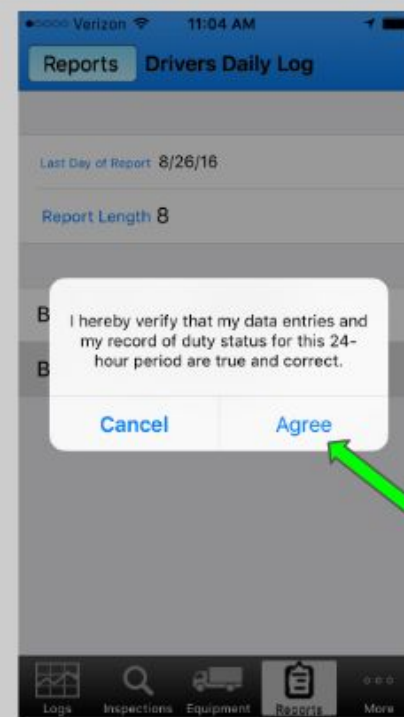 Verizon 11:04 AM
Reports Drivers Daily Log
Last Day of Report 8/26/16
Report Length 8
B
B
I hereby verify that my data entries and
my record of duty status for this 24-
hour period are true and correct.
Cancel Agree
Logs Inspections Equipment Reports More